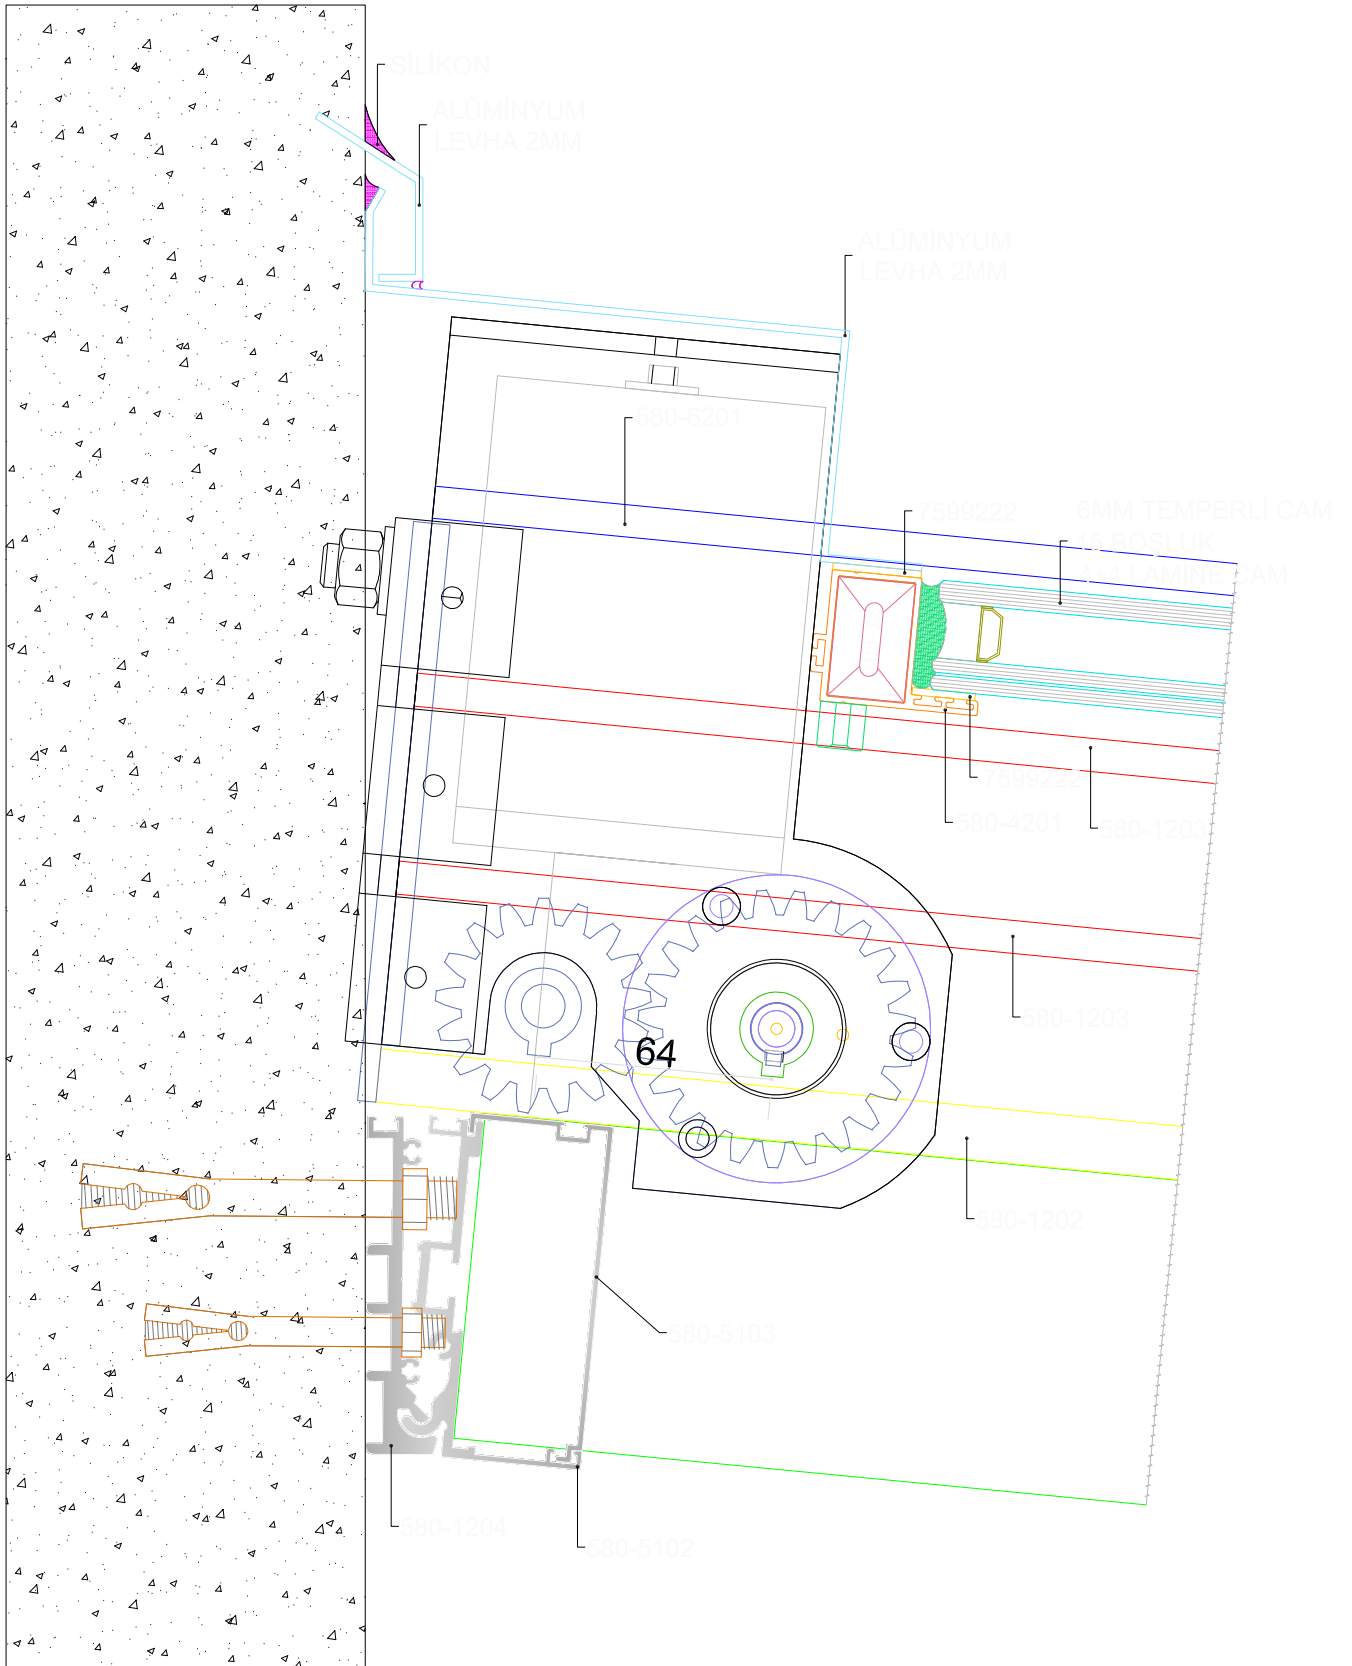 SİLİKON
ALÜMİNYUM
LEVHA 2MM
ALÜMİNYUM
LEVHA 2MM
580-6201
7599222
6MM TEMPERLİ CAM
15 BOŞLUK
4+4 LAMİNE CAM
7599222
580-4201
580-1203
580-1203
64
580-1202
580-5103
580-1204
580-5102